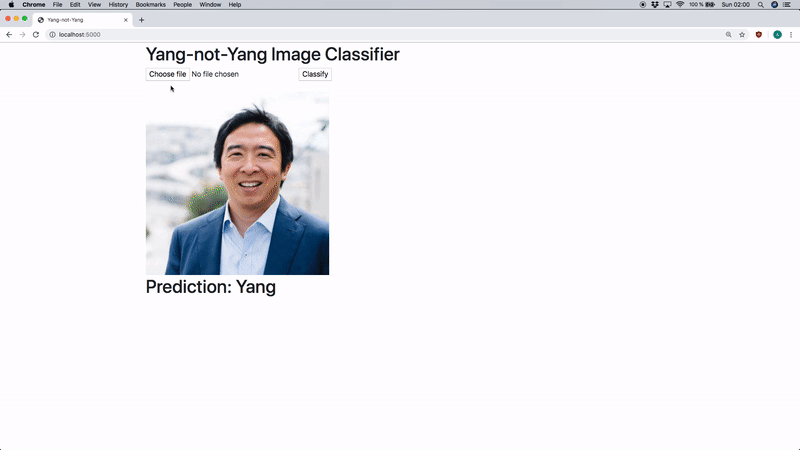 Chrome File Edit View History Bookmarks People Window Help 100 % Sun 02:00
Yang-not-Yang
localhost:5000
Yang-not-Yang Image Classifier
Choose file No file chosen Classify
Prediction: Yang